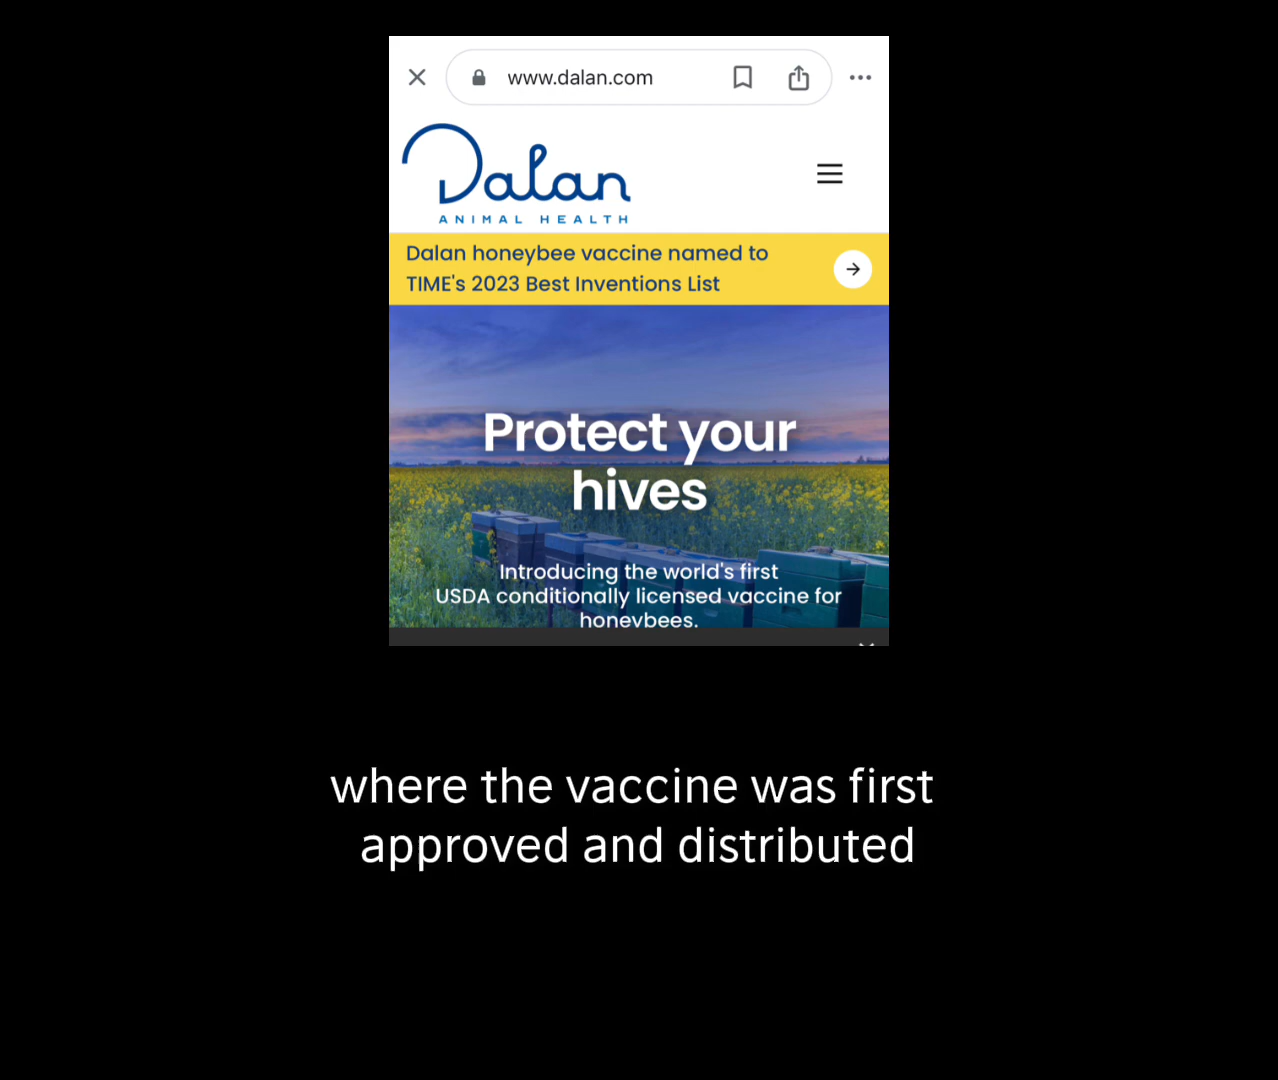 www.dalan.com
Dalan
ANIMAL HEALTH
Dalan honeybee vaccine named to
TIME's 2023 Best Inventions List
Protect your
hives
Introducing the world's first
USDA conditionally licensed vaccine for
honeybees.
where the vaccine was first
approved and distributed